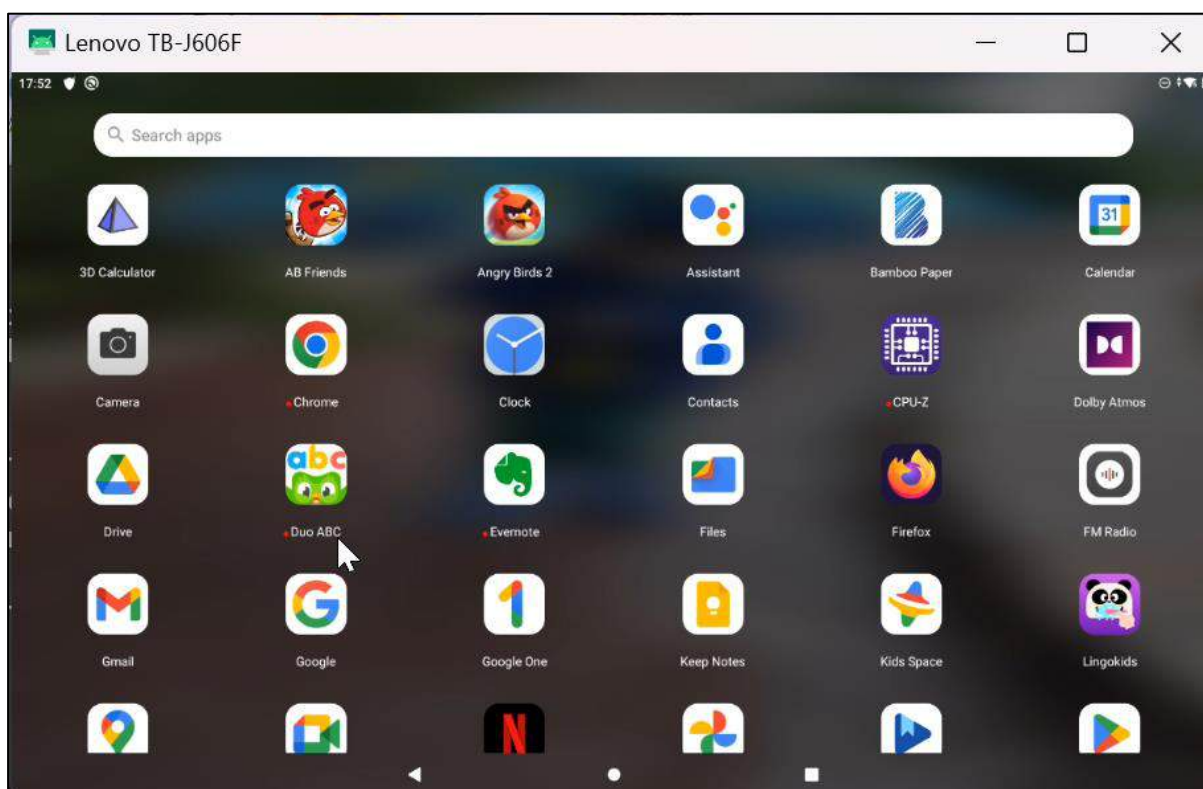 Lenovo TB-J606F
17:52
Search apps
3D Calculator AB Friends Angry Birds 2 Assistant Bamboo Paper Calendar
31
Camera Chrome Clock Contacts CPU-Z Dolby Atmos
abc
Drive Duo ABC Evernote Files Firefox FM Radio
Gmail Google Google One Keep Notes Kids Space Lingokids